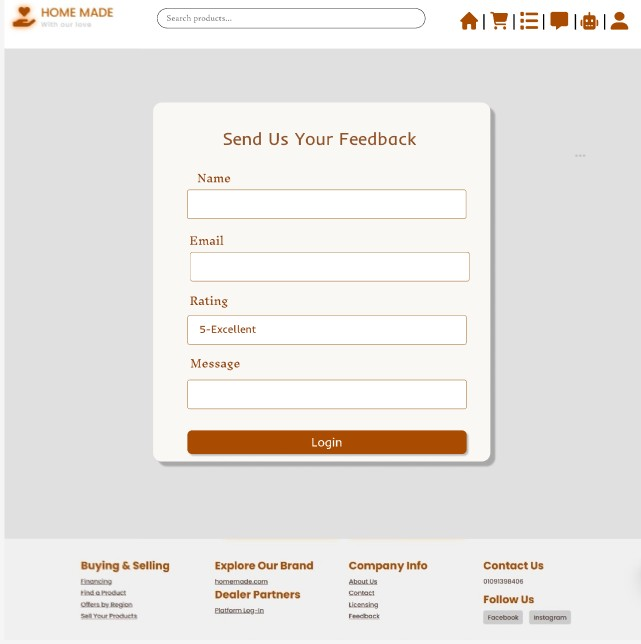 HOME MADE
With our love
Search products...
Send Us Your Feedback
Name
Email
Rating
5-Excellent
Message
Login
Buying & Selling
Financing
Find a Product
Offers by Region
Sell Your Products
Explore Our Brand
homemade.com
Dealer Partners
Platform Log-in
Company Info
About Us
Contact
Licensing
Feedback
Contact Us
01091398406
Follow Us
Facebook Instagram